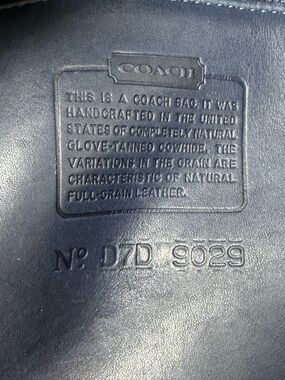 COACH
THIS IS A COACH BAG. IT WAS
HANDCRAFTED IN THE UNITED
STATES OF COMPLETELY NATURAL
GLOVE-TANNED COWHIDE. THE
VARIATIONS IN THE GRAIN ARE
CHARACTERISTIC OF NATURAL
FULL-GRAIN LEATHER.
Nº D7D 9029